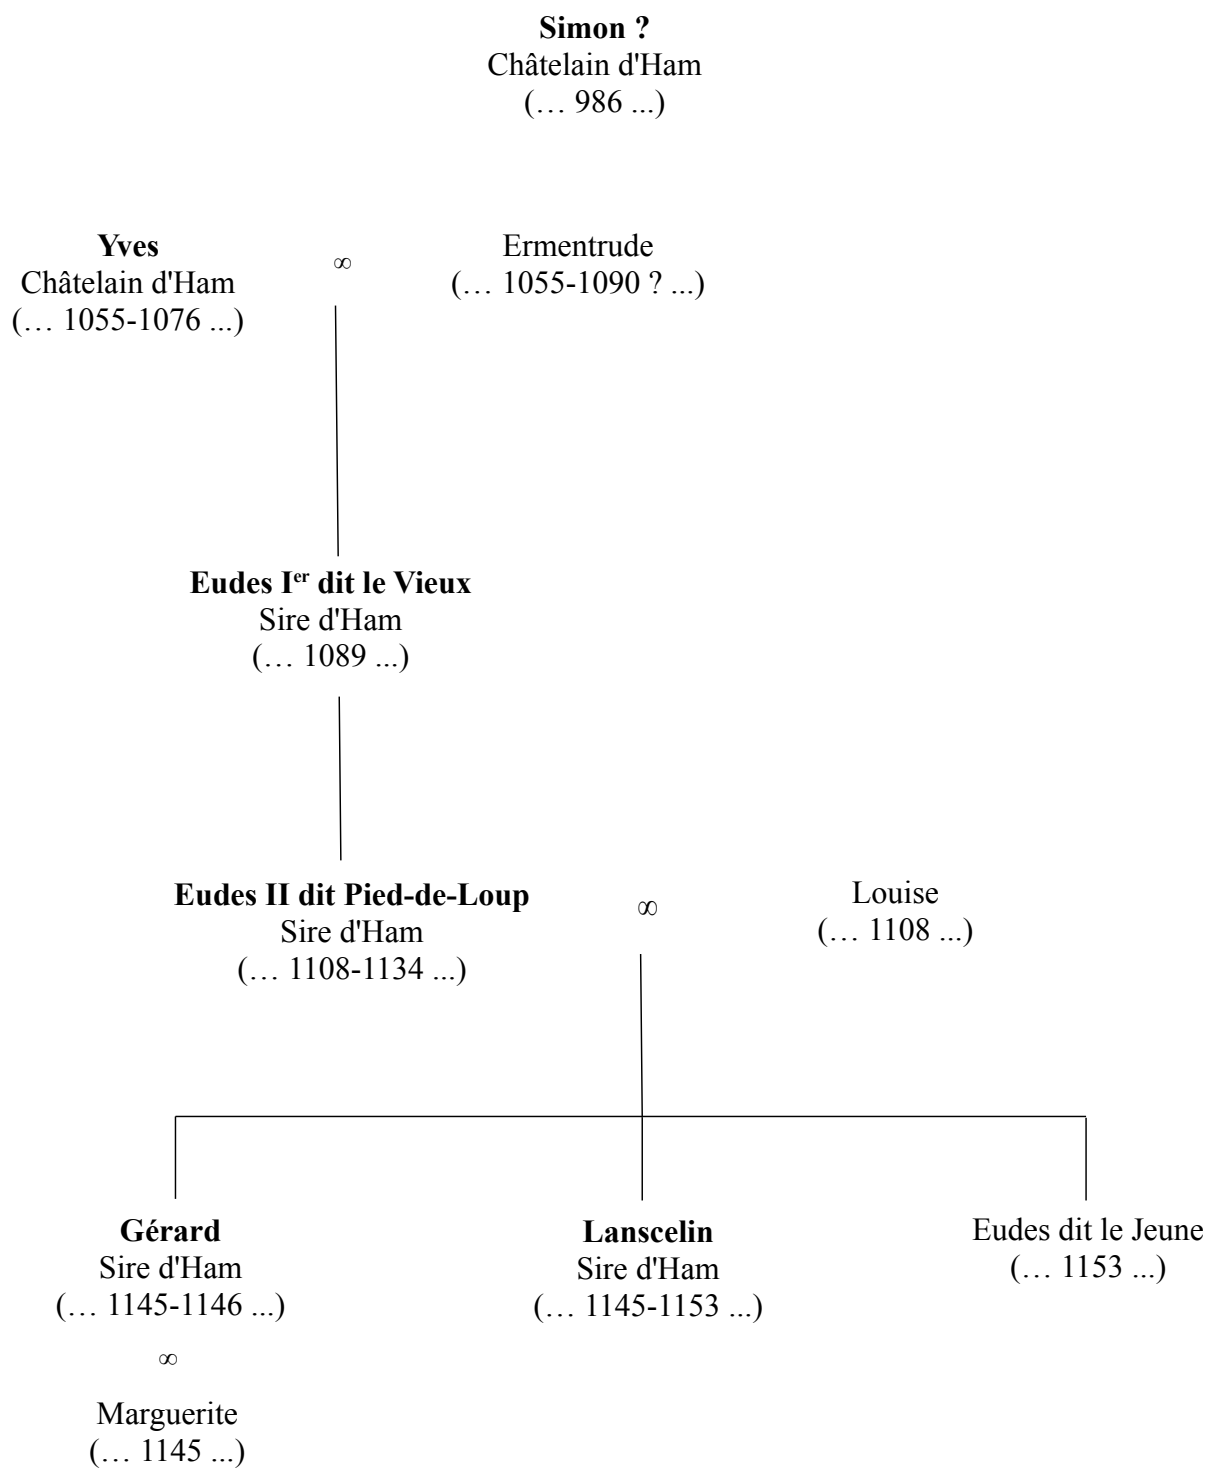 Simon ?
Châtelain d'Ham
(… 986 ...)
Yves
Châtelain d'Ham
(… 1055-1076 ...)
∞
Ermentrude
(… 1055-1090 ? ...)
Eudes Ier dit le Vieux
Sire d'Ham
(… 1089 ...)
Eudes II dit Pied-de-Loup
Sire d'Ham
(… 1108-1134 ...)
∞
Louise
(… 1108 ...)
Gérard
Sire d'Ham
(… 1145-1146 ...)
∞
Marguerite
(… 1145 ...)
Lanscelin
Sire d'Ham
(… 1145-1153 ...)
Eudes dit le Jeune
(… 1153 ...)